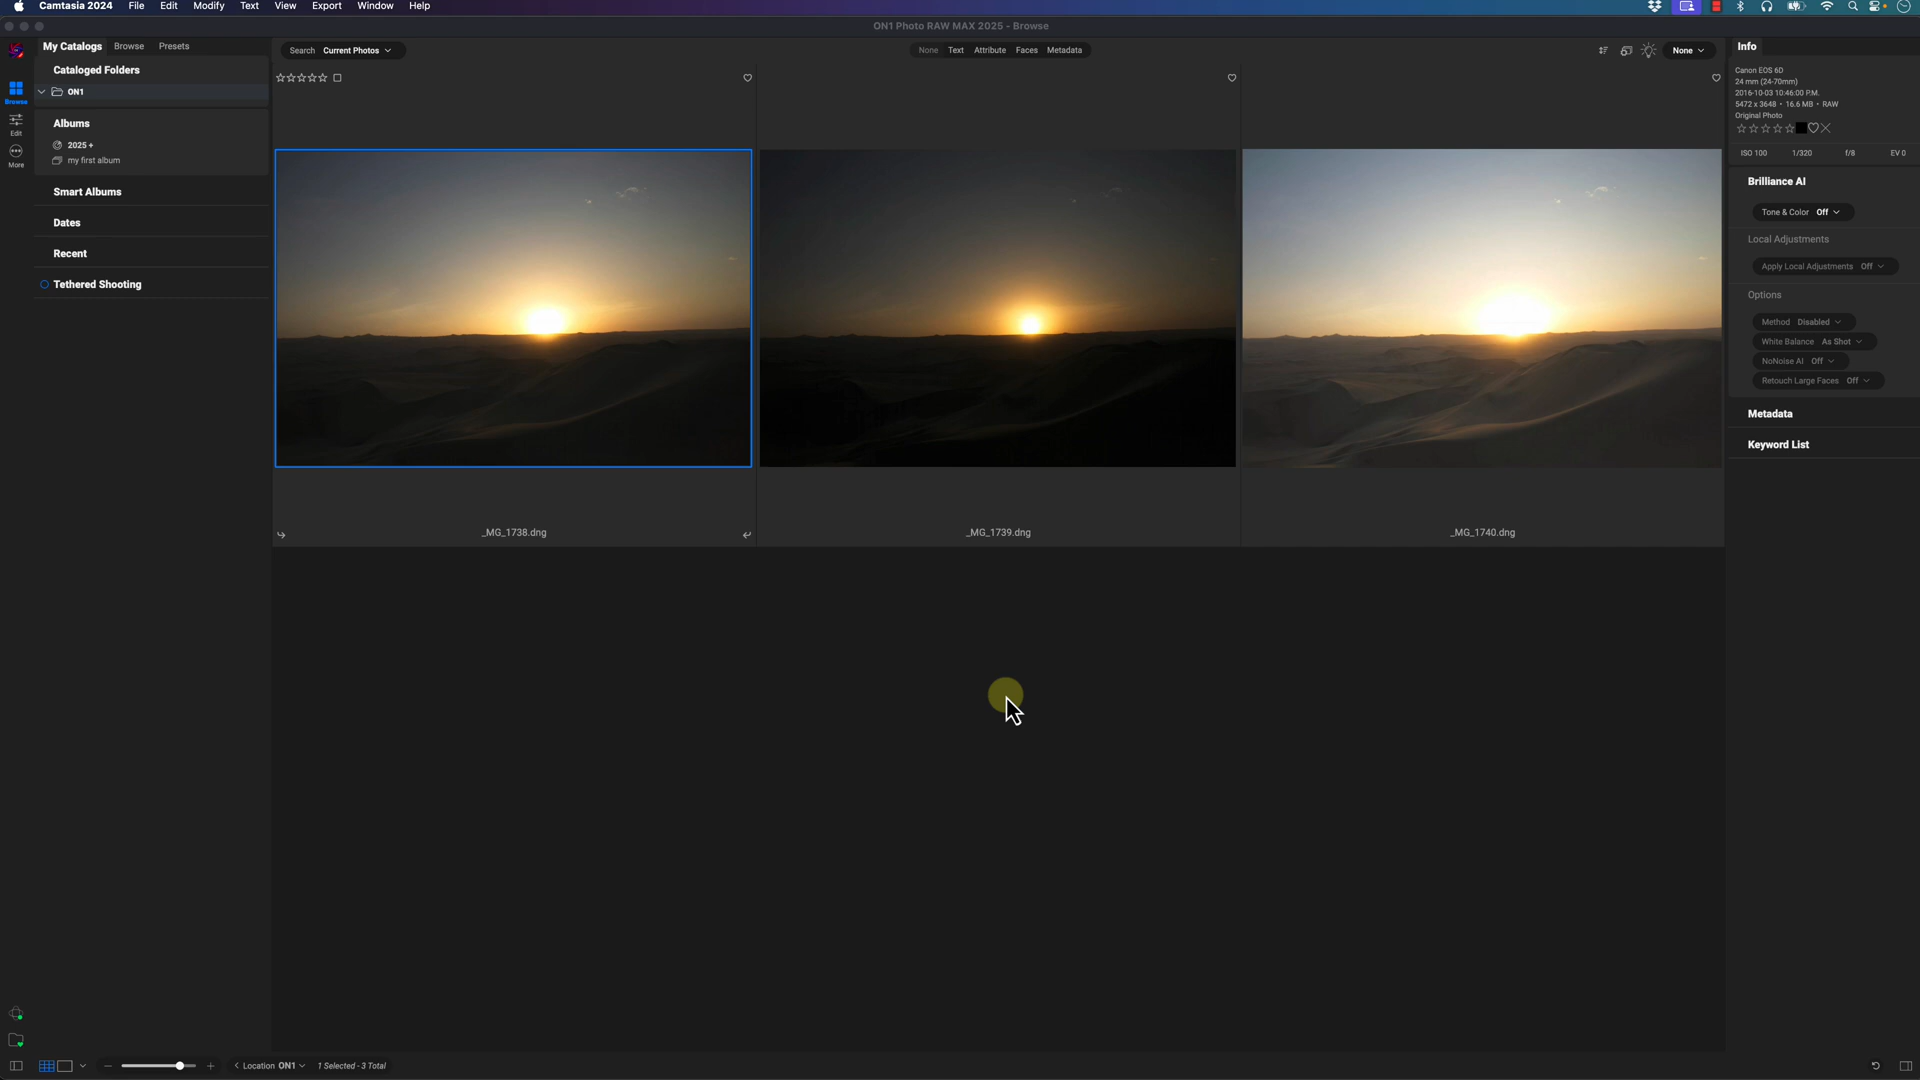 Camtasia 2024 File Edit Modify Text View Export Window Help
ON1 Photo RAW MAX 2025 - Browse
My Catalogs Browse Presets
Search Current Photos
None Text Attribute Faces Metadata
None
Info
Cataloged Folders
ON1
Albums
2025 +
my first album
Smart Albums
Dates
Recent
Tethered Shooting
Browse
Edit
More
_MG_1738.dng
_MG_1739.dng
_MG_1740.dng
Canon EOS 6D
24 mm (24-70mm)
2016-10-03 10:46:00 P.M.
5472 x 3648 • 16.6 MB • RAW
Original Photo
ISO 100 1/320 f/8 EV 0
Brilliance AI
Tone & Color Off
Local Adjustments
Apply Local Adjustments Off
Options
Method Disabled
White Balance As Shot
NoNoise AI Off
Retouch Large Faces Off
Metadata
Keyword List
Location ON1 1 Selected - 3 Total